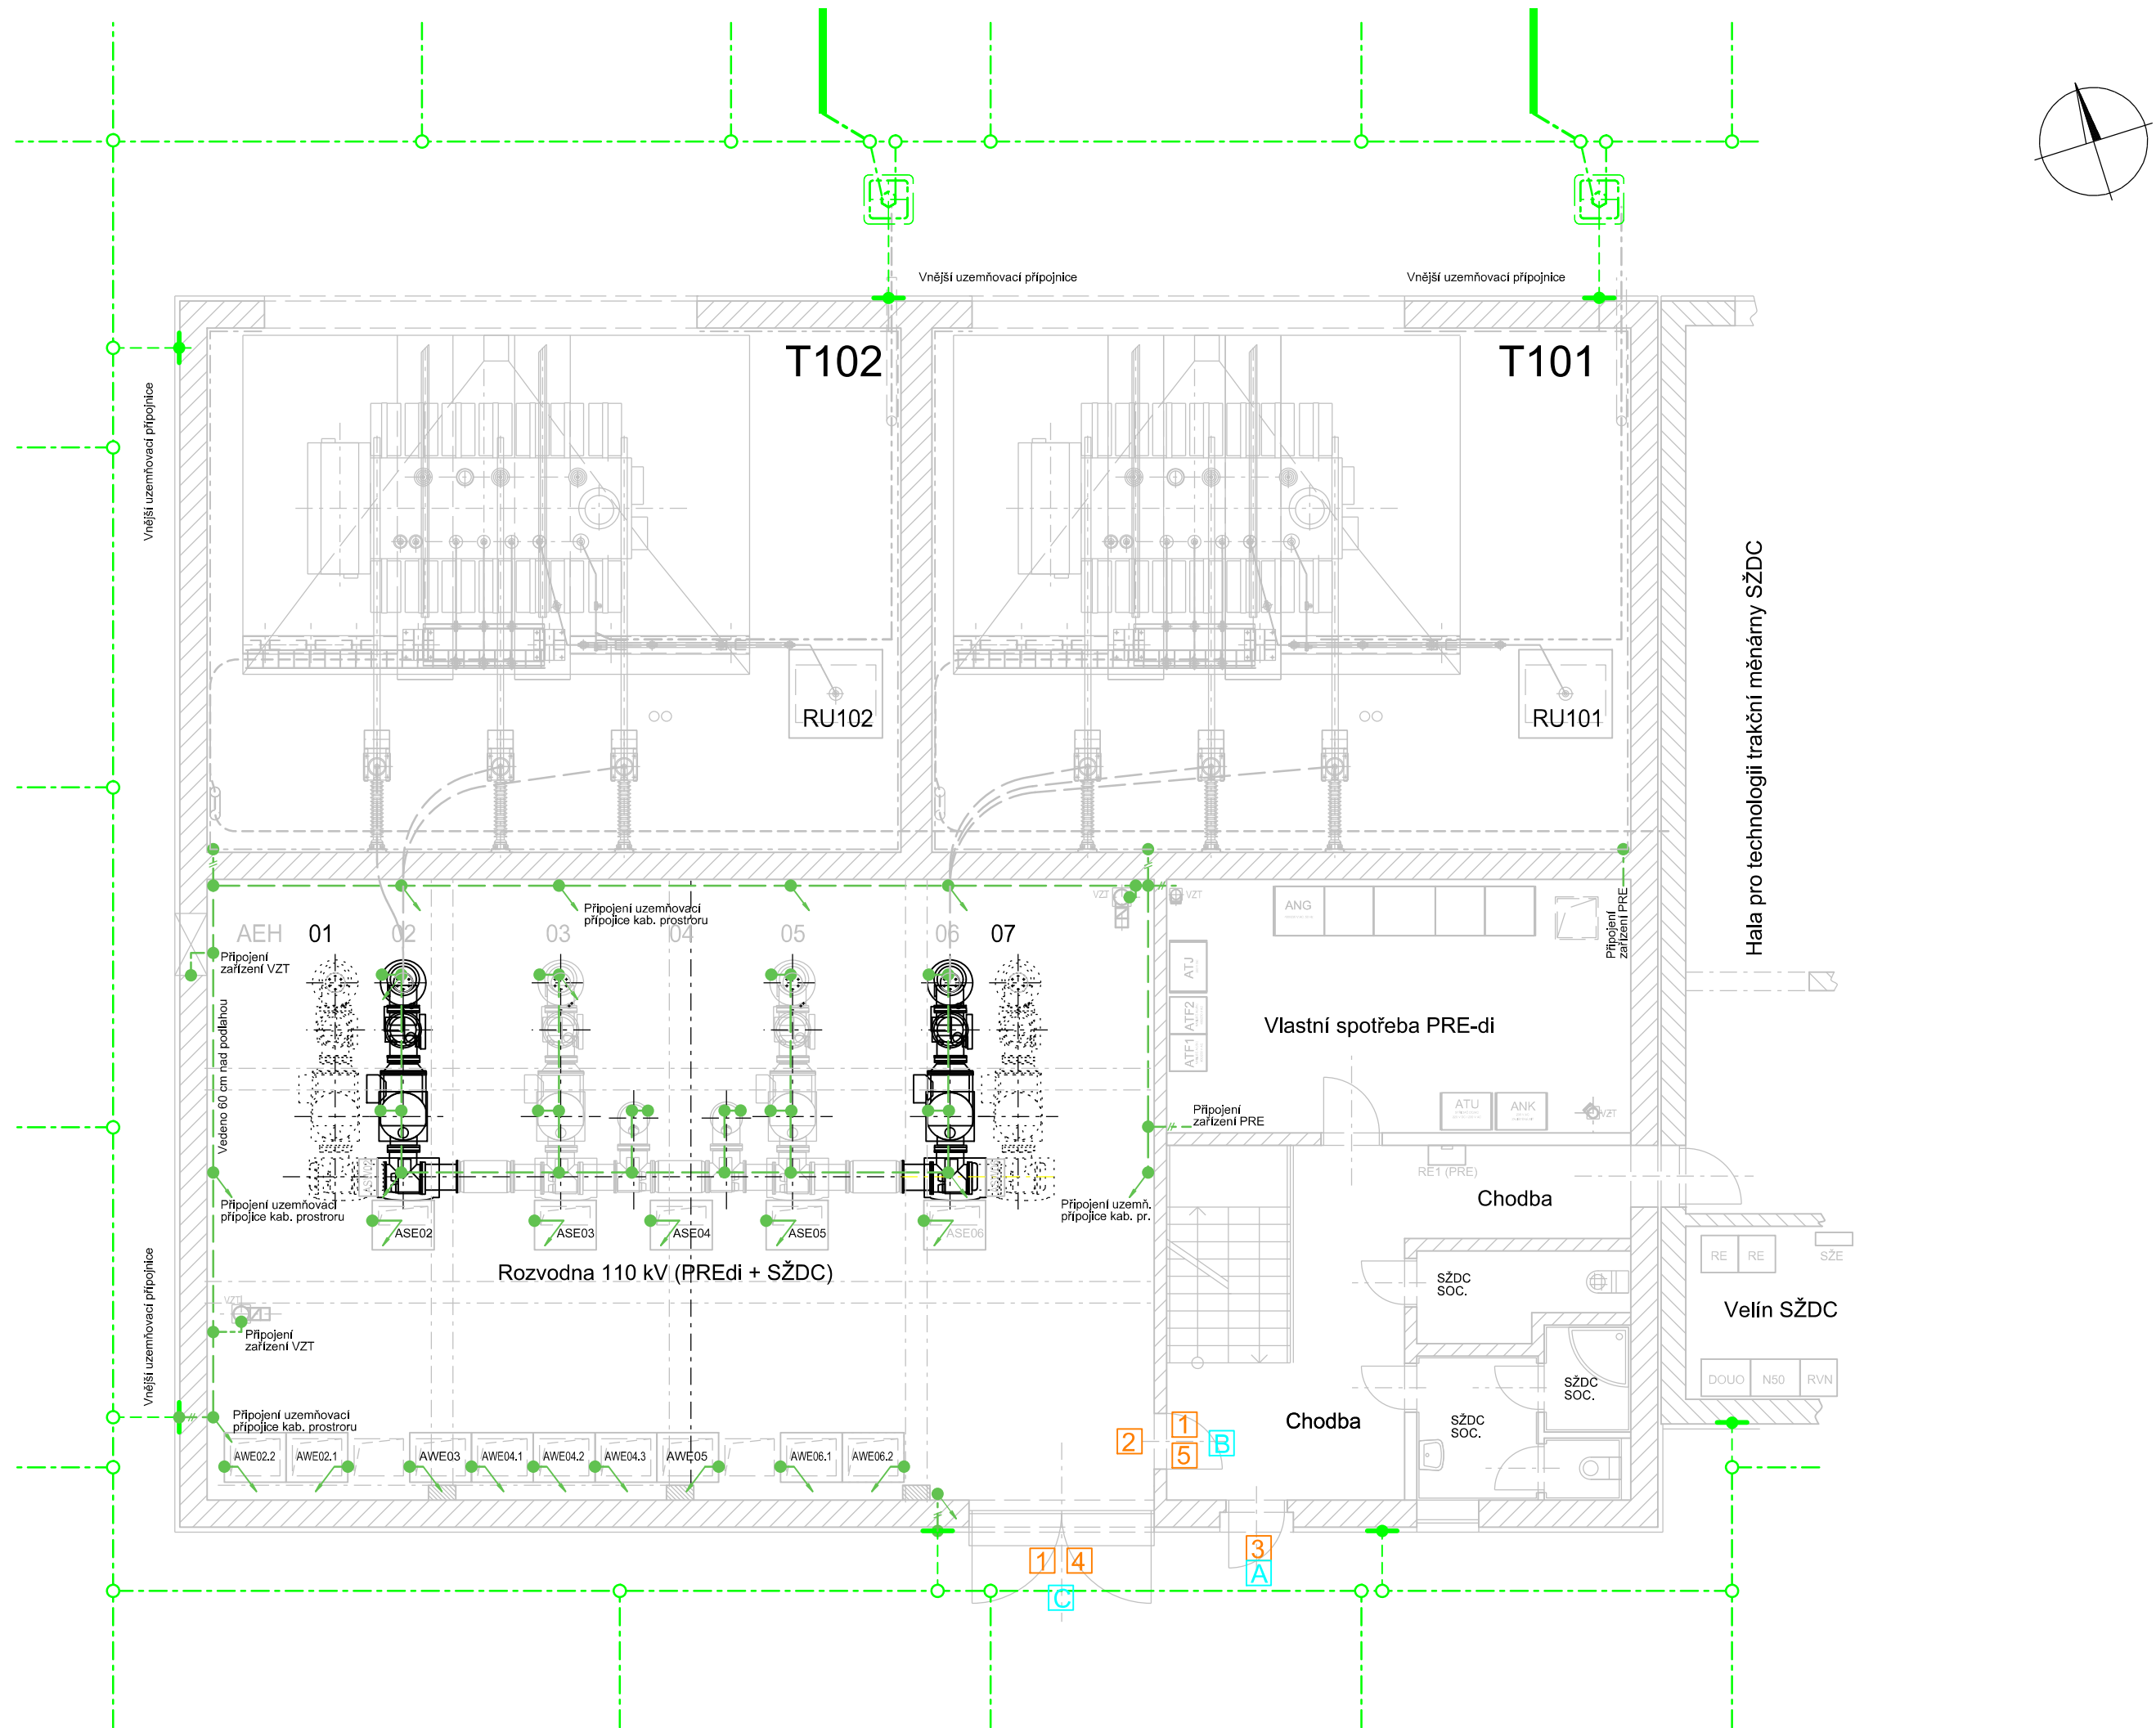 Vnější uzemňovací přípojnice
Vnější uzemňovací přípojnice
T102
T101
Vnější uzemňovací přípojnice
Hala pro technologii trakční měnárny SŽDC
RU102
RU101
VZT
VZT
ANG
Připojení uzemňovací
přípojice kab. prostoru
Připojení
zařízení PRE
AEH
01
02
03
04
05
06
07
Připojení
zařízení VZT
ATJ
ATF2
ATF1
Vlastní spotřeba PRE-di
Vedeno 60 cm nad podlahou
ATU
ANK
VZT
Připojení
zařízení PRE
RE1 (PRE)
Chodba
Připojení uzemňovací
přípojice kab. prostoru
Připojení uzemň.
přípojice kab. pr.
ASE02
ASE03
ASE04
ASE05
ASE06
RE
RE
SŽE
Rozvodna 110 kV (PREdi + SŽDC)
SŽDC
SOC.
Velín SŽDC
VZT
Připojení
zařízení VZT
Vnější uzemňovací přípojnice
SŽDC
SOC.
DOUO
N50
RVN
Připojení uzemňovací
přípojice kab. prostoru
Chodba
SŽDC
SOC.
1
2
B
5
AWE02.2
AWE02.1
AWE03
AWE04.1
AWE04.2
AWE04.3
AWE05
AWE06.1
AWE06.2
1
4
3
A
C